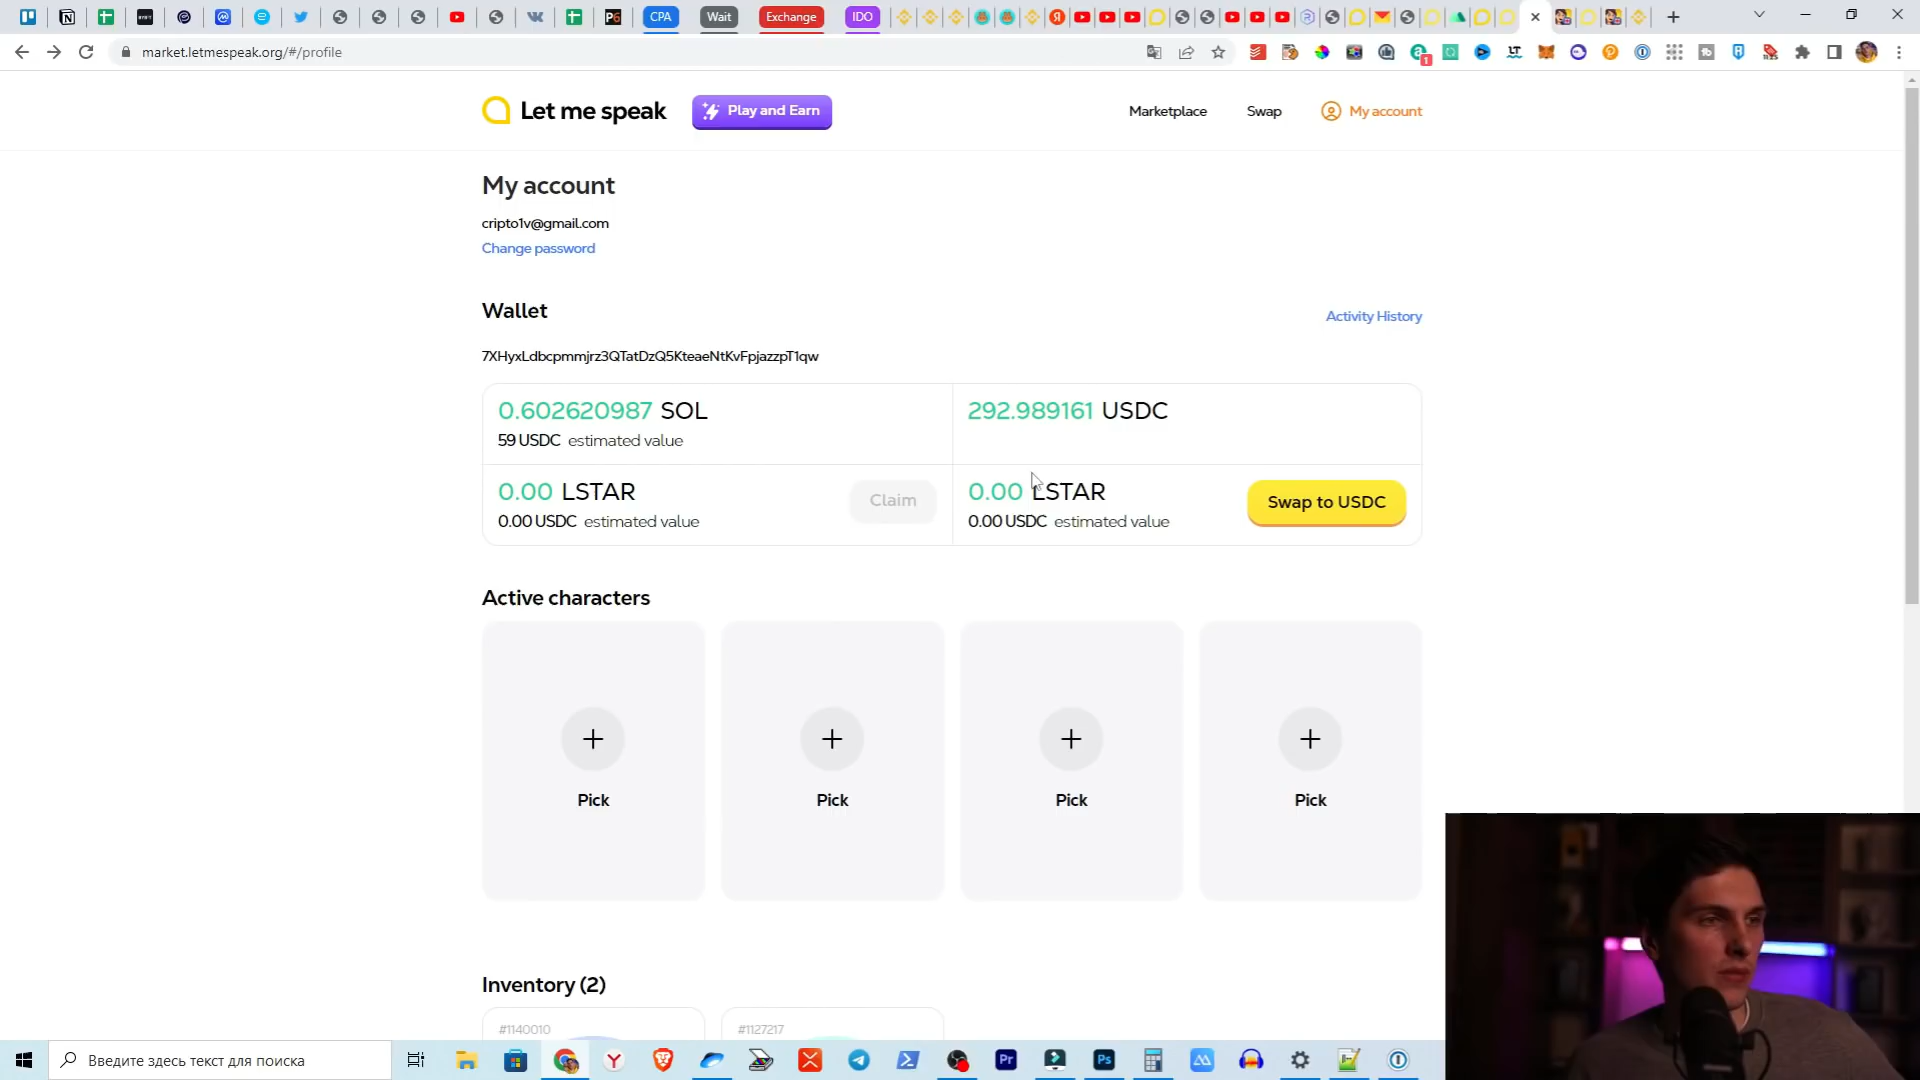 CPA Wait Exchange IDO
market.letmespeak.org/#/profile
Let me speak
Play and Earn
Marketplace
Swap
My account
My account
cripto1v@gmail.com
Change password
Wallet
Activity History
7XHyxLdbcpmmjrz3QTatDzQ5KteaeNtKvFpjazzpT1qw
0.602620987 SOL
59 USDC estimated value
292.989161 USDC
0.00 LSTAR
0.00 USDC estimated value
Claim
0.00 LSTAR
0.00 USDC estimated value
Swap to USDC
Active characters
Pick
Pick
Pick
Pick
Inventory (2)
#1140010
#1127217
Введите здесь текст для поиска